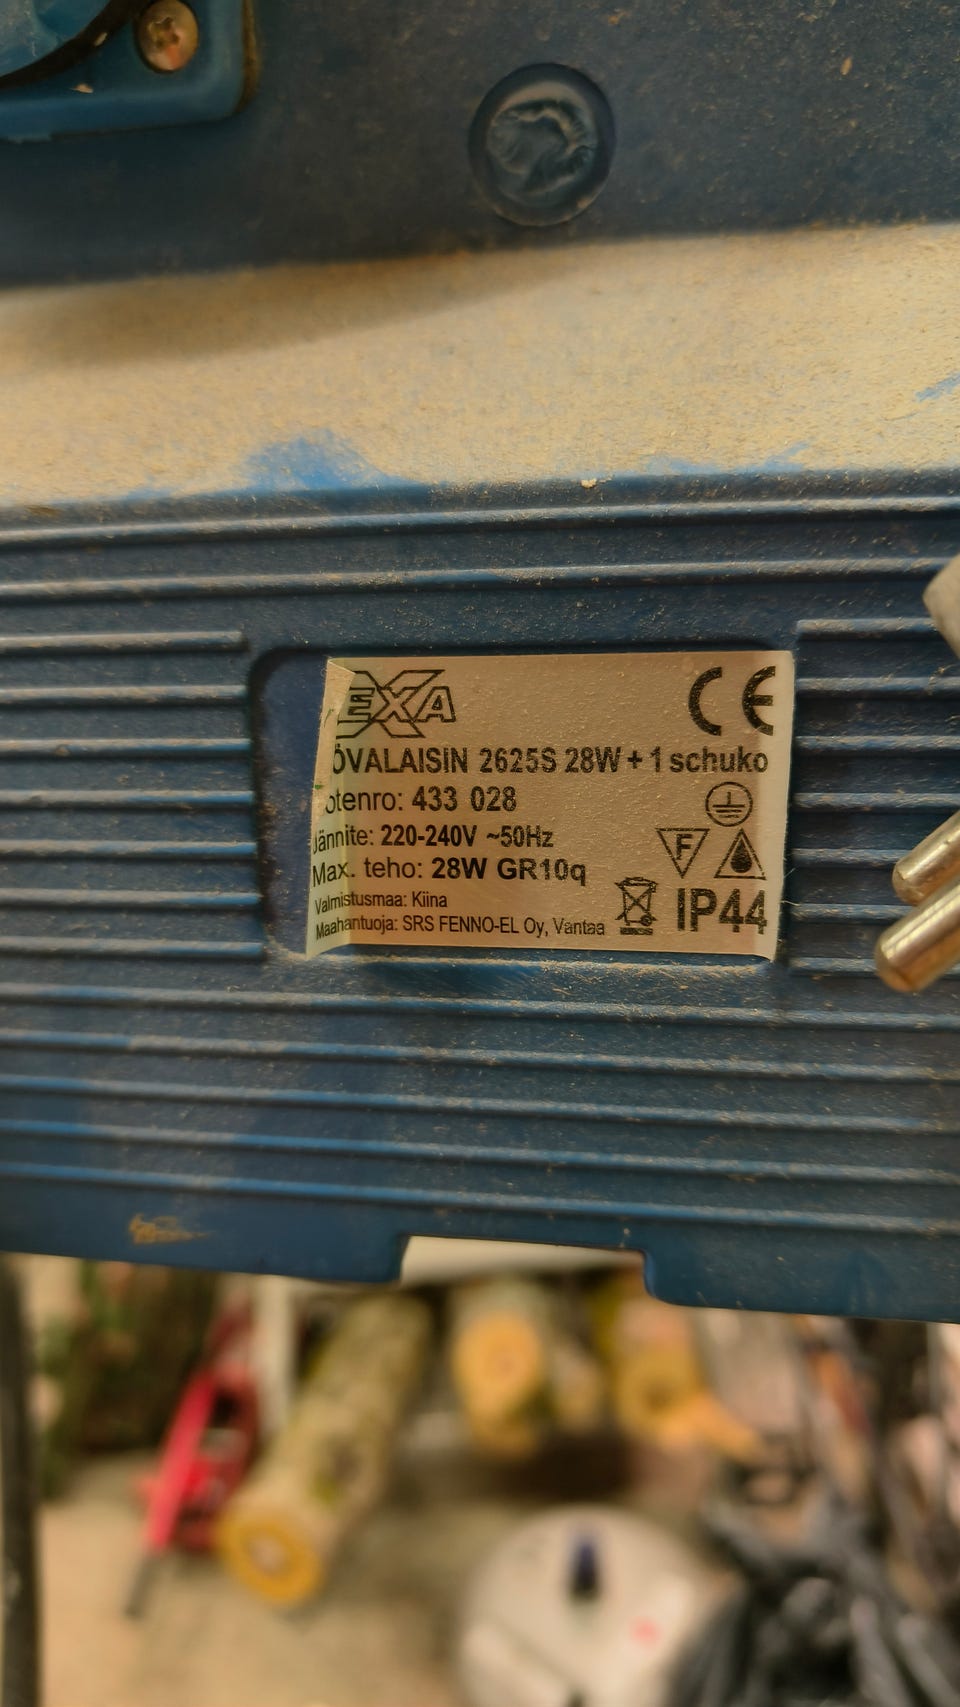 EXA CE
ÖVALAISIN 2625S 28W + 1 schuko
otenro: 433 028
Jännite: 220-240V ~50Hz
F
Max. teho: 28W GR10q
Valmistusmaa: Kiina
Maahantuoja: SRS FENNO-EL Oy, Vantaa
IP44